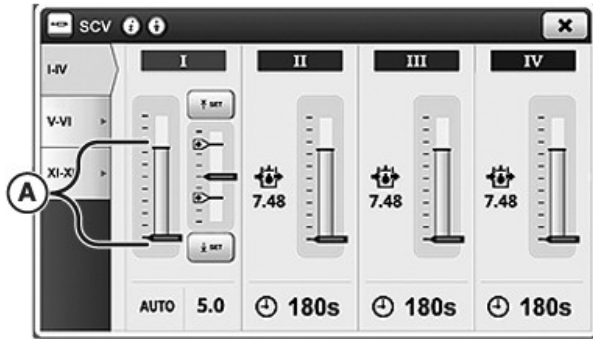 SCV i
I-IV
V-VI
XI-X
A
I
II
III
IV
SET
SET
7.48
7.48
7.48
AUTO 5.0
180s
180s
180s